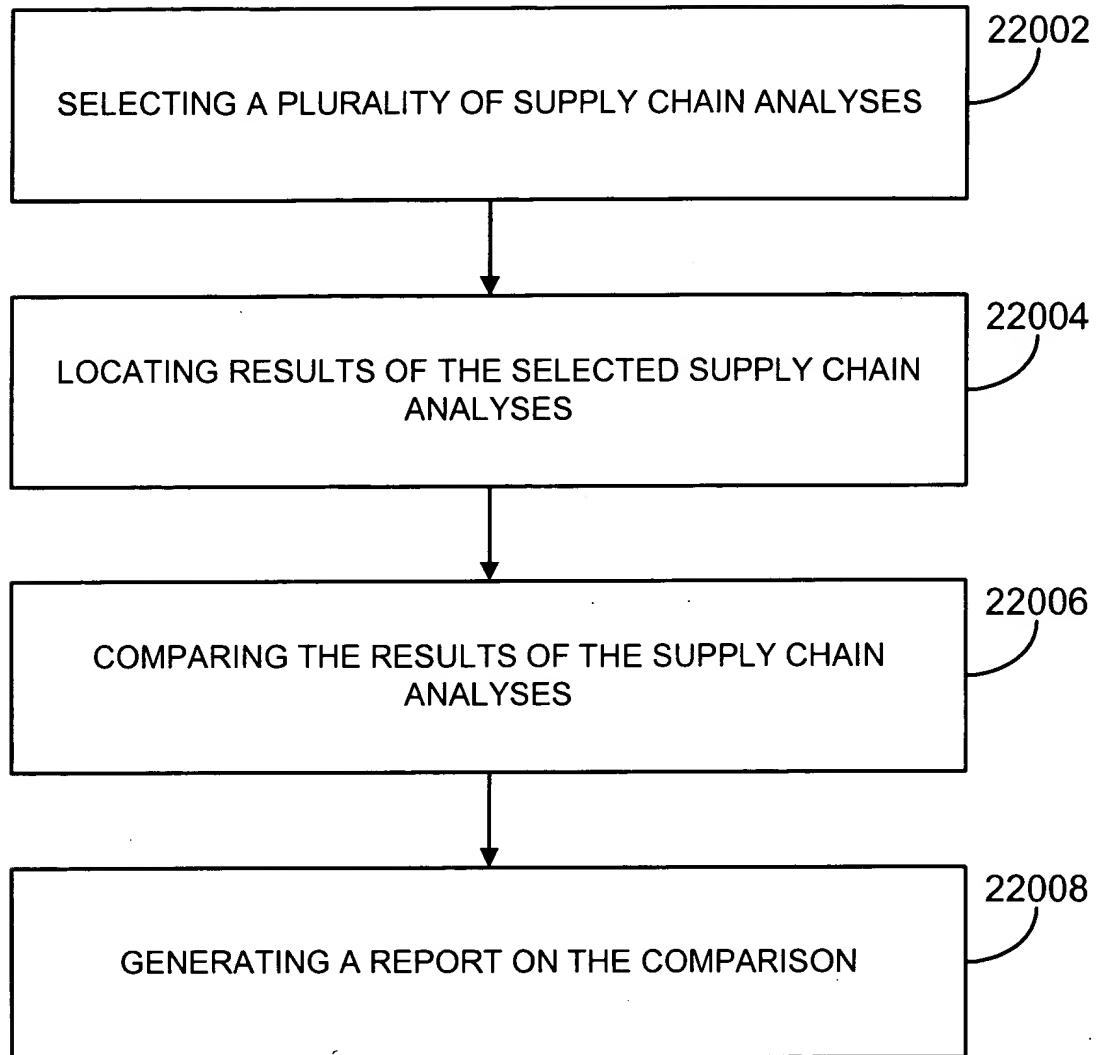 22002
SELECTING A PLURALITY OF SUPPLY CHAIN ANALYSES
22004
LOCATING RESULTS OF THE SELECTED SUPPLY CHAIN
ANALYSES
22006
COMPARING THE RESULTS OF THE SUPPLY CHAIN
ANALYSES
22008
GENERATING A REPORT ON THE COMPARISON